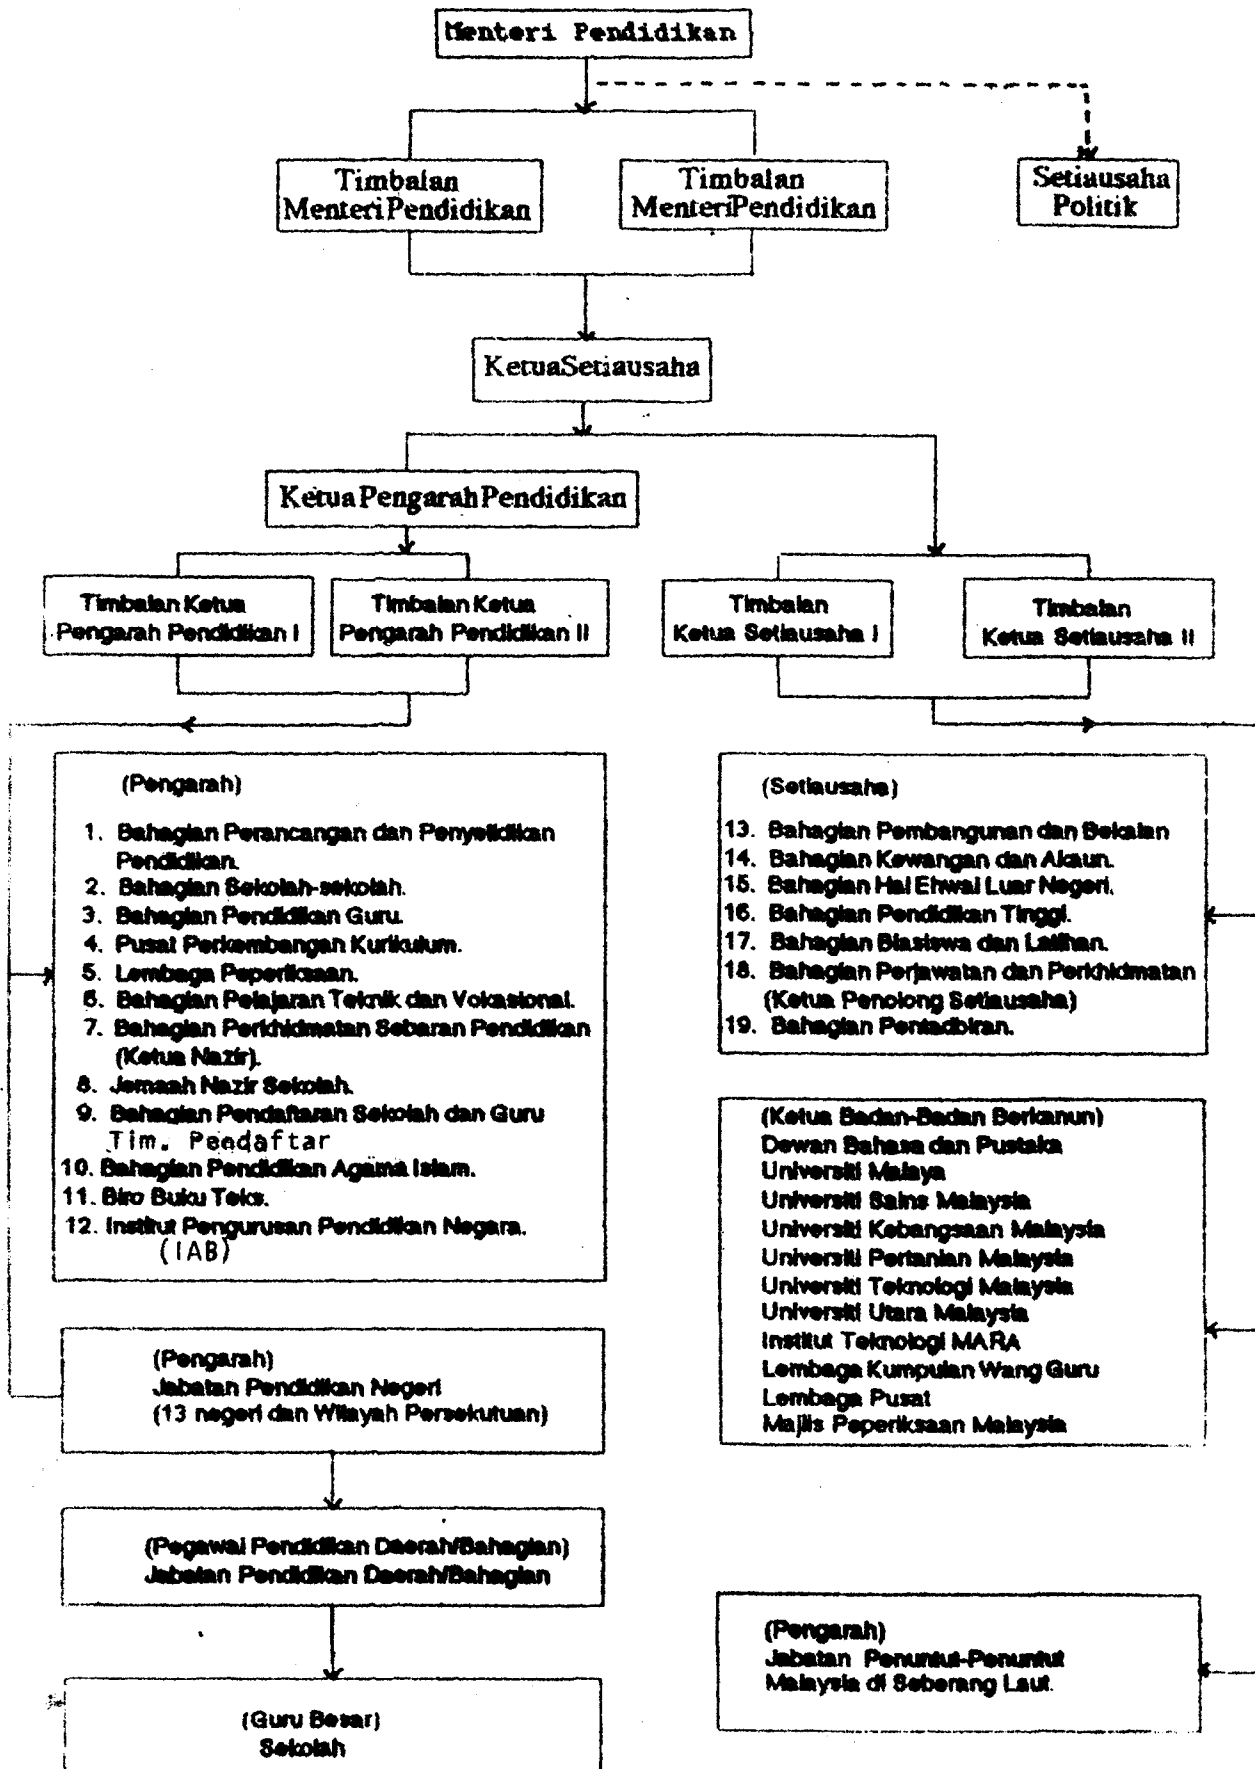 Menteri Pendidikan
Timbalan
Menteri Pendidikan
Timbalan
Menteri Pendidikan
Setiausaha
Politik
Ketua Setiausaha
Ketua Pengarah Pendidikan
Timbalan Ketua
Pengarah Pendidikan I
Timbalan Ketua
Pengarah Pendidikan II
Timbalan
Ketua Setiausaha I
Timbalan
Ketua Setiausaha II
(Pengarah)
1. Bahagian Perancangan dan Penyelidikan
Pendidikan.
2. Bahagian Sekolah-sekolah.
3. Bahagian Pendidikan Guru.
4. Pusat Perkembangan Kurikulum.
5. Lembaga Peperiksaan.
6. Bahagian Pelajaran Teknik dan Vokasional.
7. Bahagian Perkhidmatan Sebaran Pendidikan
(Ketua Nazir).
8. Jemaah Nazir Sekolah.
9. Bahagian Pendaftaran Sekolah dan Guru
Tim. Pendaftar
10. Bahagian Pendidikan Agama Islam.
11. Biro Buku Teks.
12. Institut Pengurusan Pendidikan Negara.
(IAB)
(Setiausaha)
13. Bahagian Pembangunan dan Bekalan
14. Bahagian Kewangan dan Akaun.
15. Bahagian Hal Ehwal Luar Negeri.
16. Bahagian Pendidikan Tinggi.
17. Bahagian Biasiswa dan Latihan.
18. Bahagian Perjawatan dan Perkhidmatan
(Ketua Penolong Setiausaha)
19. Bahagian Pentadbiran.
(Ketua Badan-Badan Berkanun)
Dewan Bahasa dan Pustaka
Universiti Malaya
Universiti Sains Malaysia
Universiti Kebangsaan Malaysia
Universiti Pertanian Malaysia
Universiti Teknologi Malaysia
Universiti Utara Malaysia
Institut Teknologi MARA
Lembaga Kumpulan Wang Guru
Lembaga Pusat
Majlis Peperiksaan Malaysia
(Pengarah)
Jabatan Pendidikan Negeri
(13 negeri dan Wilayah Persekutuan)
(Pegawai Pendidikan Daerah/Bahagian)
Jabatan Pendidikan Daerah/Bahagian
(Pengarah)
Jabatan Penuntut-Penuntut
Malaysia di Seberang Laut.
(Guru Besar)
Sekolah